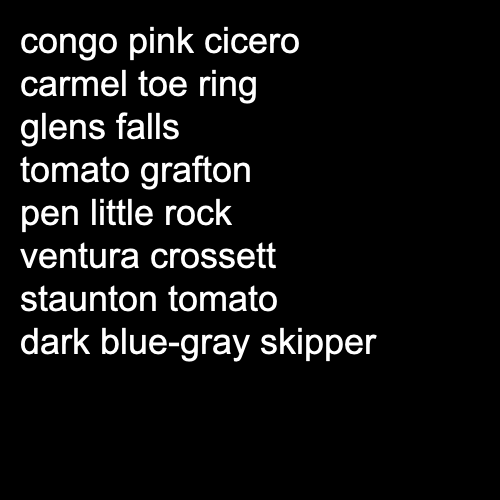 congo pink cicero
carmel toe ring
glens falls
tomato grafton
pen little rock
ventura crossett
staunton tomato
dark blue-gray skipper